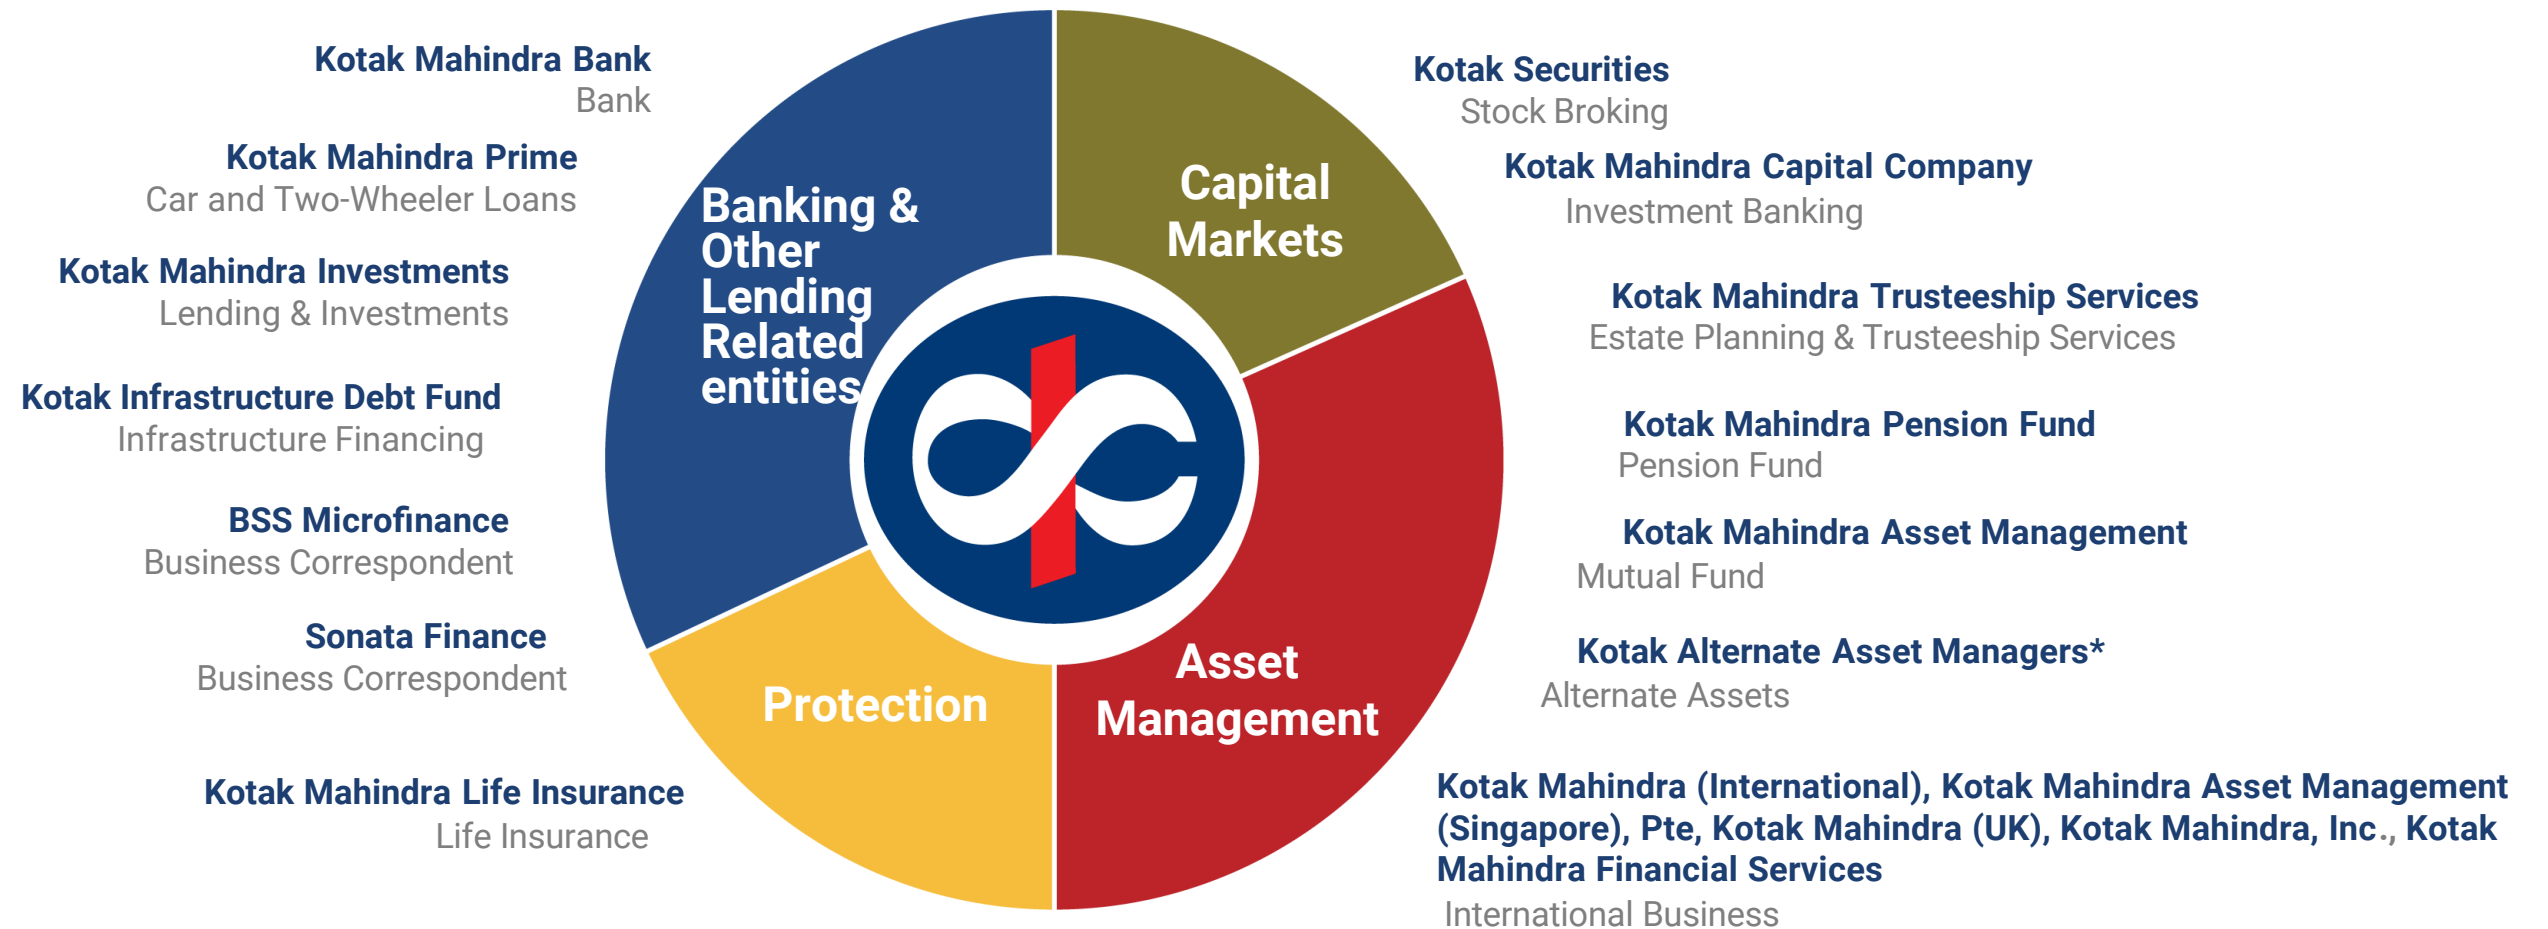 Kotak Mahindra Bank
Bank
Kotak Mahindra Prime
Car and Two-Wheeler Loans
Kotak Mahindra Investments
Lending & Investments
Kotak Infrastructure Debt Fund
Infrastructure Financing
BSS Microfinance
Business Correspondent
Sonata Finance
Business Correspondent
Kotak Mahindra Life Insurance
Life Insurance
Banking &
Other
Lending
Related
entities
Capital
Markets
Protection
Asset
Management
Kotak Securities
Stock Broking
Kotak Mahindra Capital Company
Investment Banking
Kotak Mahindra Trusteeship Services
Estate Planning & Trusteeship Services
Kotak Mahindra Pension Fund
Pension Fund
Kotak Mahindra Asset Management
Mutual Fund
Kotak Alternate Asset Managers*
Alternate Assets
Kotak Mahindra (International), Kotak Mahindra Asset Management
(Singapore), Pte, Kotak Mahindra (UK), Kotak Mahindra, Inc., Kotak
Mahindra Financial Services
International Business